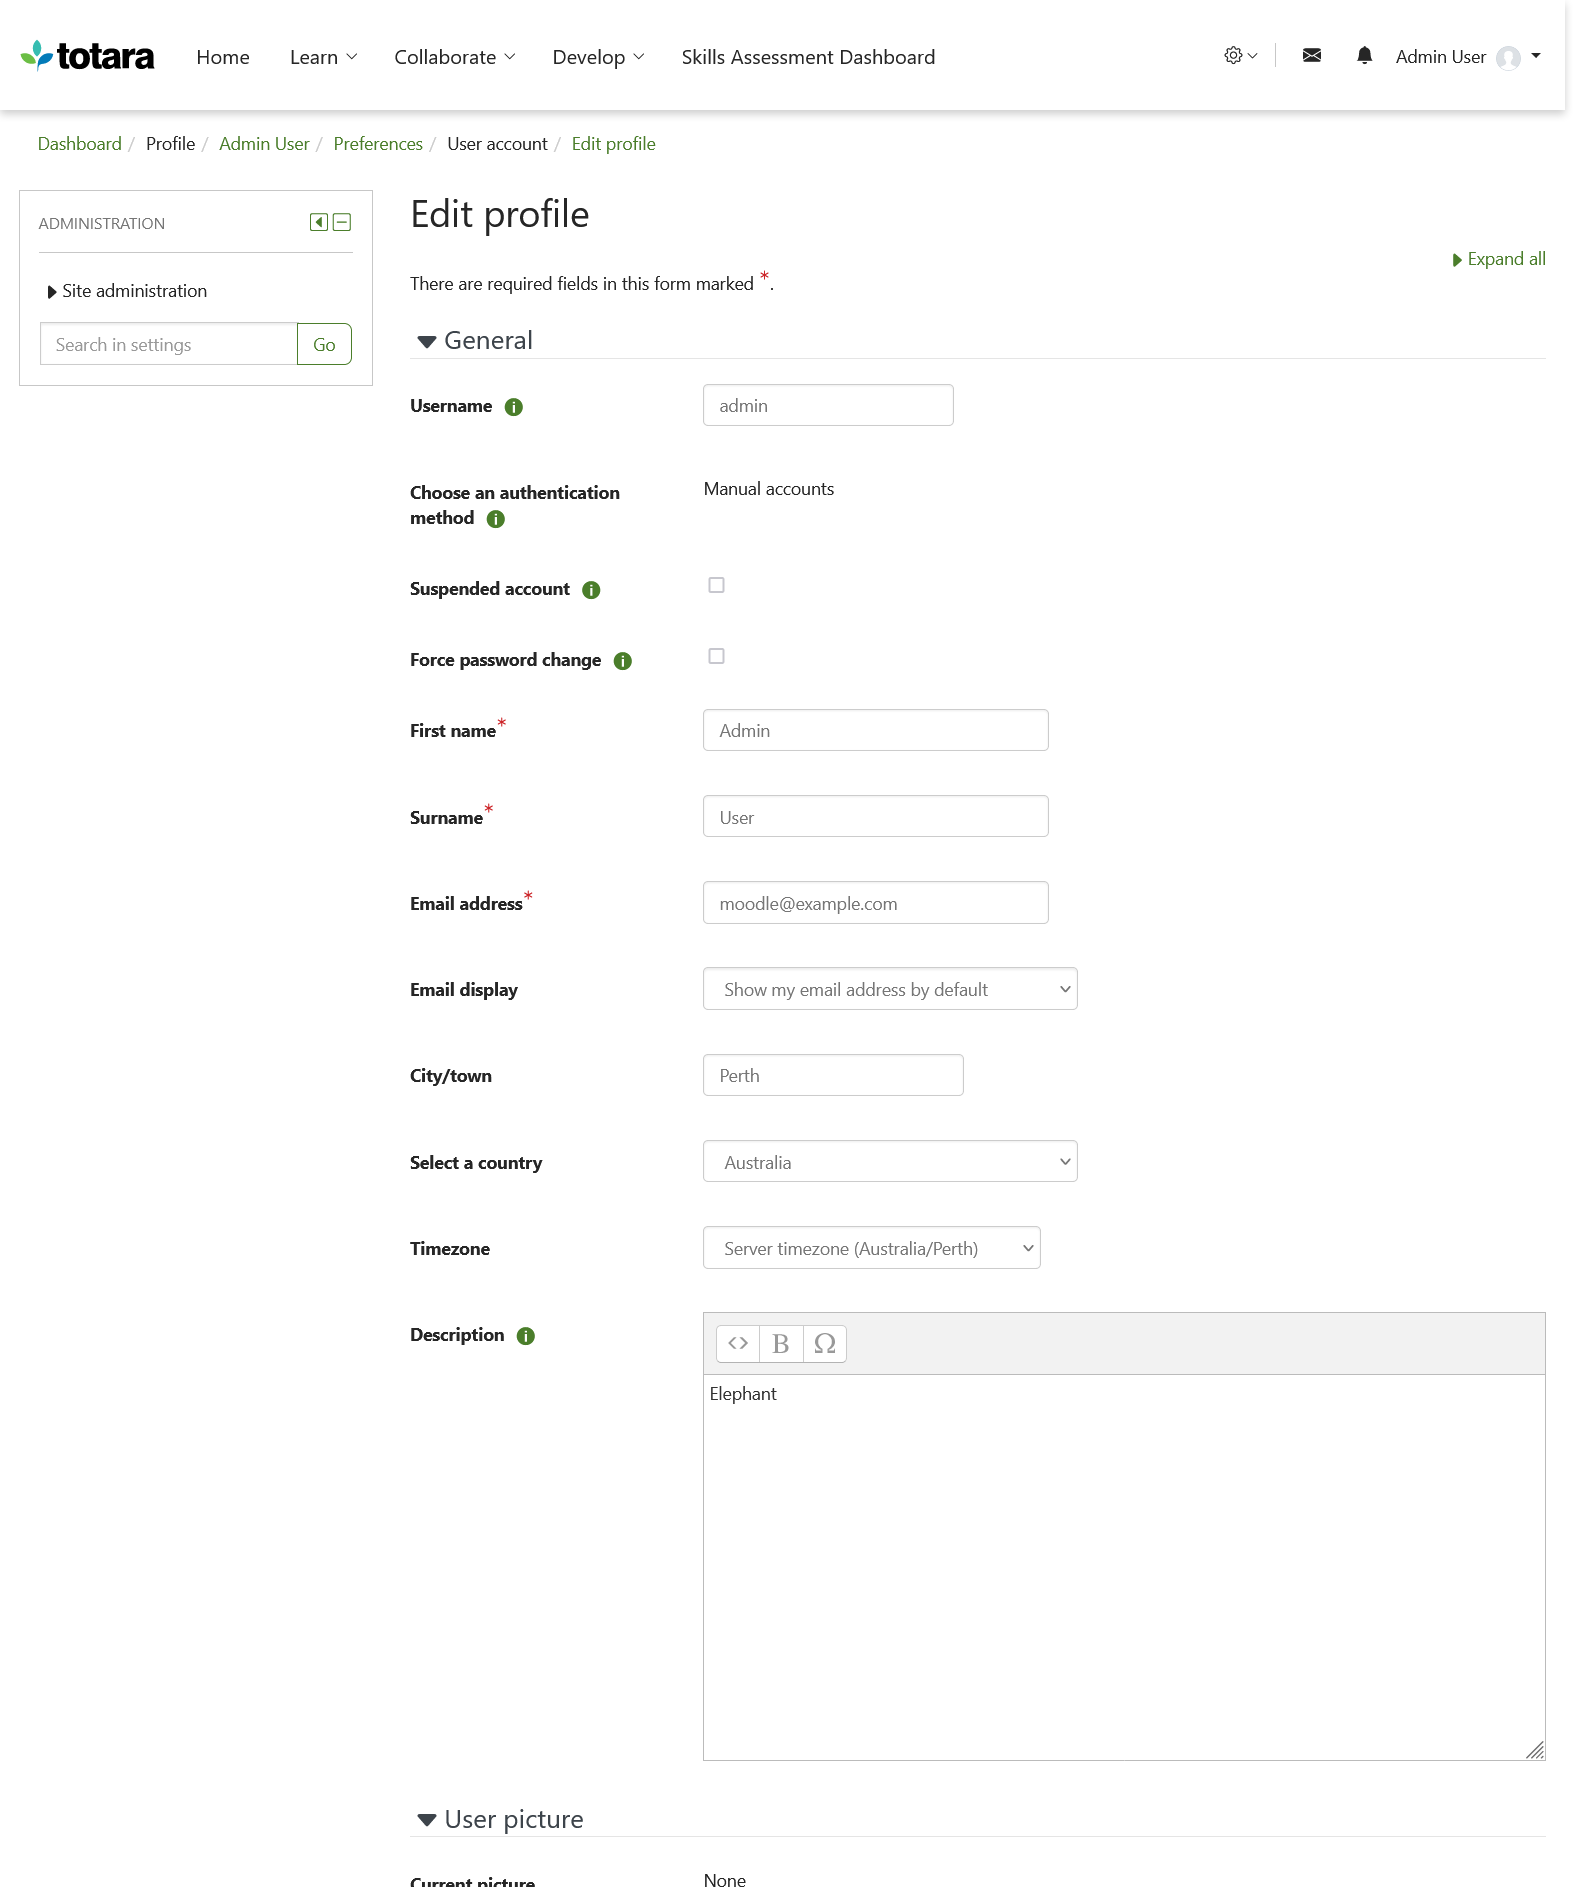 totara Home Learn Collaborate Develop Skills Assessment Dashboard Admin User
Dashboard / Profile / Admin User / Preferences / User account / Edit profile
ADMINISTRATION
Site administration
Search in settings Go
Edit profile
Expand all
There are required fields in this form marked *.
General
Username admin
Choose an authentication
method
Manual accounts
Suspended account
Force password change
First name* Admin
Surname* User
Email address* moodle@example.com
Email display Show my email address by default
City/town Perth
Select a country Australia
Timezone Server timezone (Australia/Perth)
Description
B Ω
Elephant
User picture
Current picture None